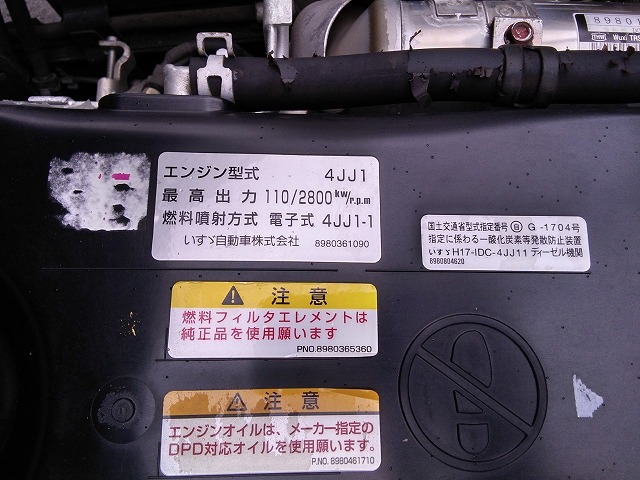 8980
Wuxi TRS
エンジン型式 4JJ1
最高出力 110/2800 kW/r.p.m
燃料噴射方式 電子式 4JJ1-1
いすゞ自動車株式会社 8980361090
国土交通省型式指定番号 自 G -1704号
指定に係わる一酸化炭素等発散防止装置
いすゞH17-IDC-4JJ11 ディーゼル機関
8980804620
注意
燃料フィルタエレメントは
純正品を使用願います
PNO.8980365360
注意
エンジンオイルは、メーカー指定の
DPD対応オイルを使用願います。
P.NO. 8980461710